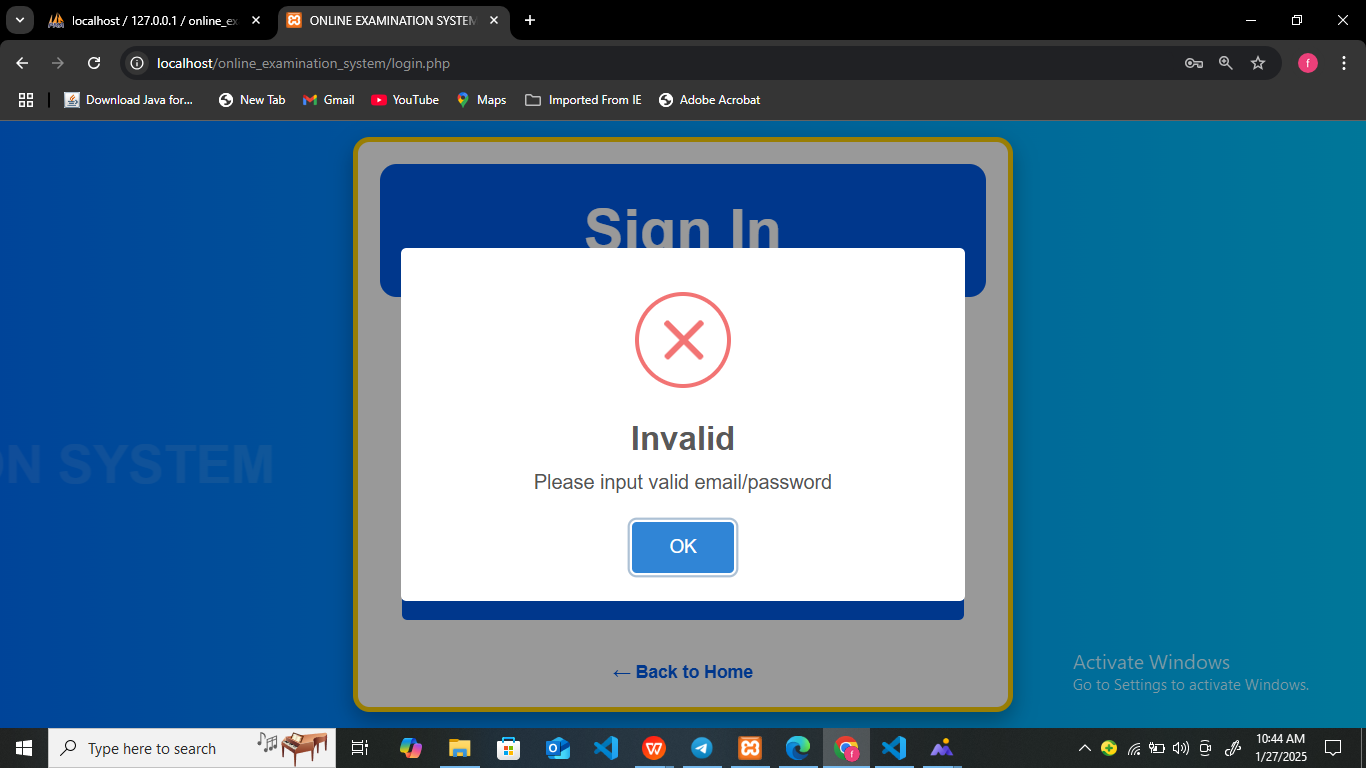 localhost / 127.0.0.1 / online_ex
ONLINE EXAMINATION SYSTEM
localhost/online_examination_system/login.php
f
Download Java for...
New Tab
Gmail
YouTube
Maps
Imported From IE
Adobe Acrobat
Sign In
Invalid
Please input valid email/password
OK
ON SYSTEM
← Back to Home
Activate Windows
Go to Settings to activate Windows.
Type here to search
10:44 AM
1/27/2025